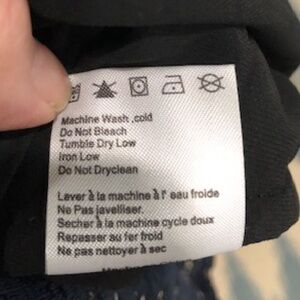 Machine Wash ,cold
Do Not Bleach
Tumble Dry Low
Iron Low
Do Not Dryclean
Lever à la machine à l' eau froide
Ne Pas javelliser.
Secher à la machine cycle doux
Repasser au fer froid
Ne pas nettoyer à sec